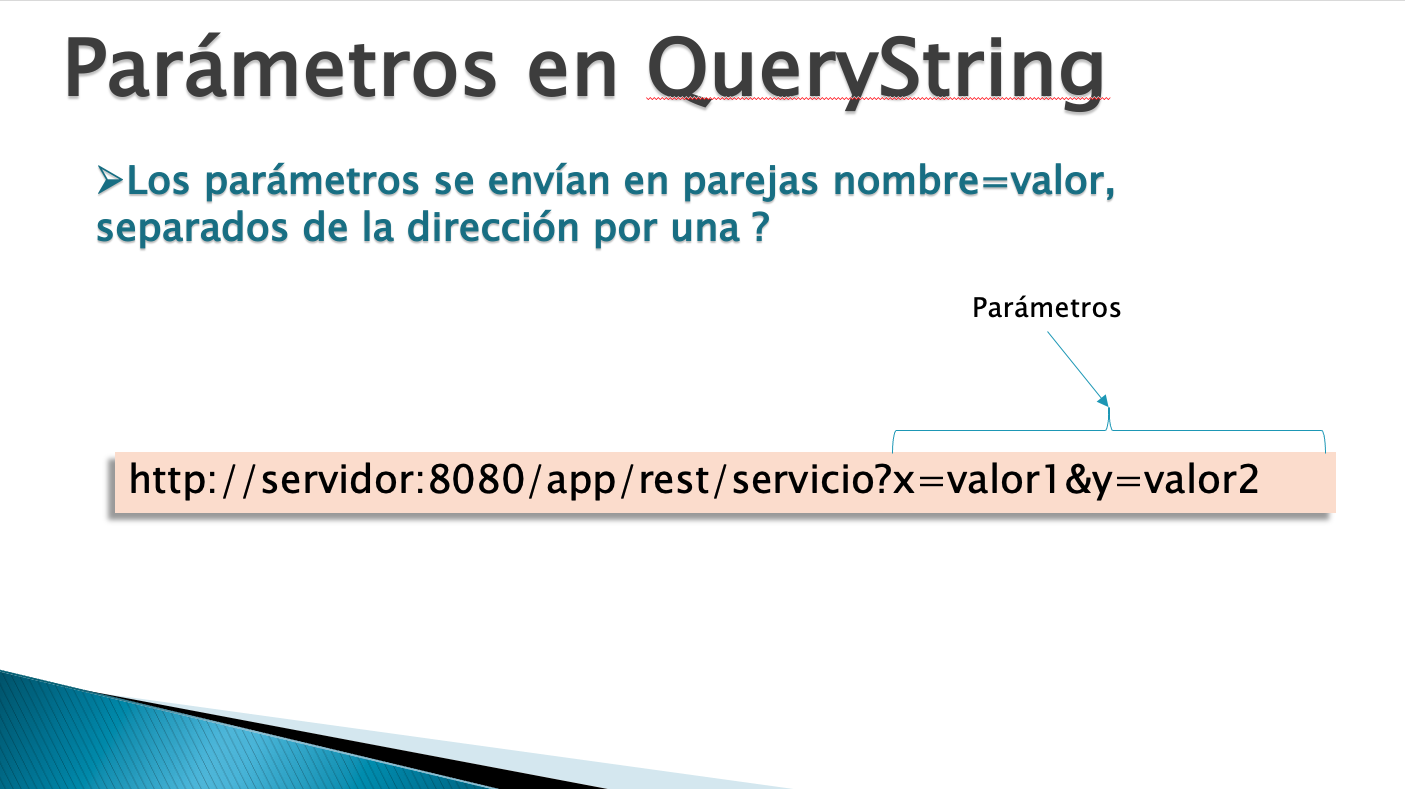 Parámetros en QueryString
➢Los parámetros se envían en parejas nombre=valor,
separados de la dirección por una ?
Parámetros
http://servidor:8080/app/rest/servicio?x=valor1&y=valor2